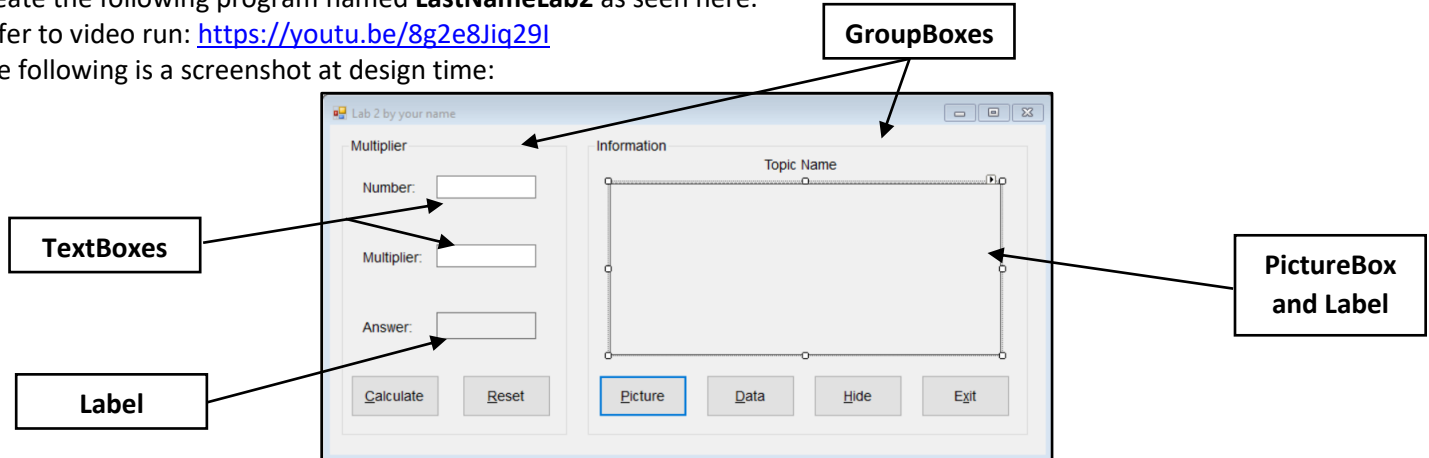 eate the following program named LastNameLab2 as seen here.
fer to video run: https://youtu.be/8g2e8Jiq29I
e following is a screenshot at design time:
GroupBoxes
Lab 2 by your name
Multiplier
Information
Topic Name
Number:
TextBoxes
Multiplier:
PictureBox
and Label
Answer:
Label
Calculate
Reset
Picture
Data
Hide
Exit